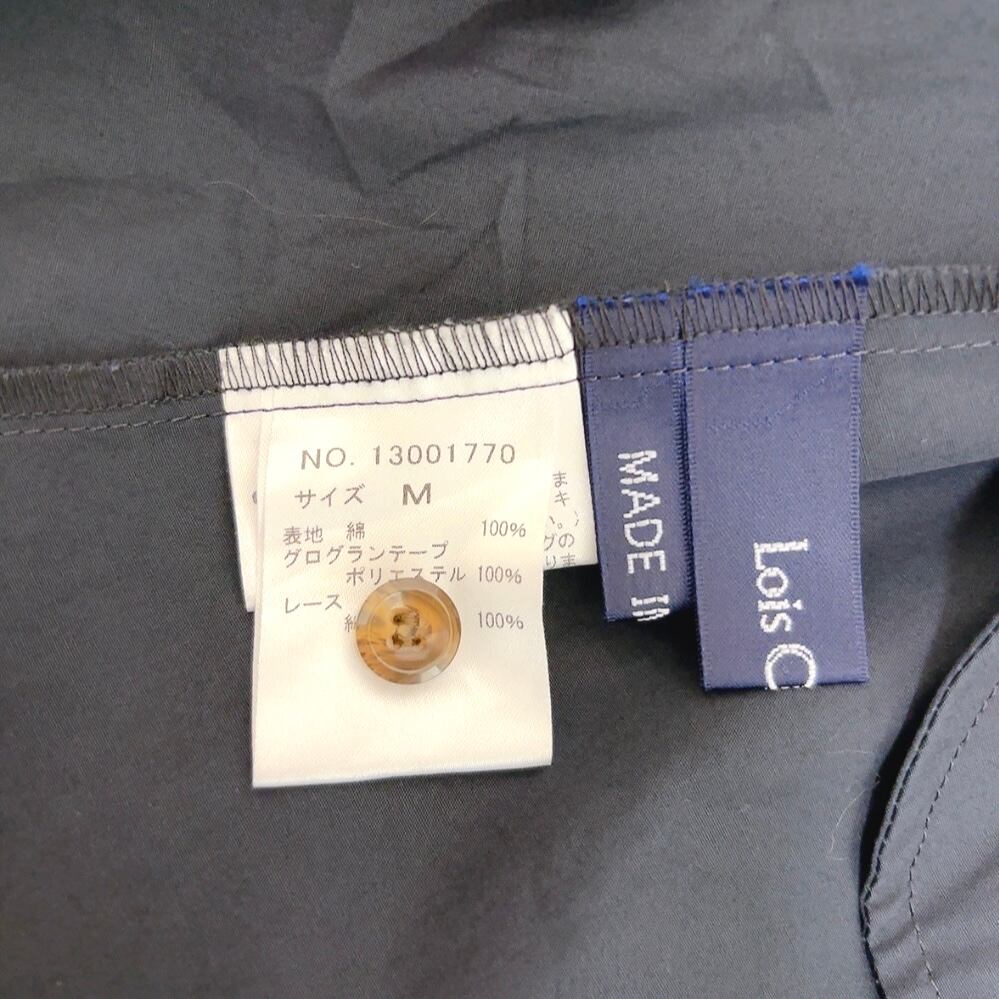 NO. 13001770
サイズ M
表地 綿 100%
グログランテープ
ポリエステル 100%
レース
100%
MADE
Lois